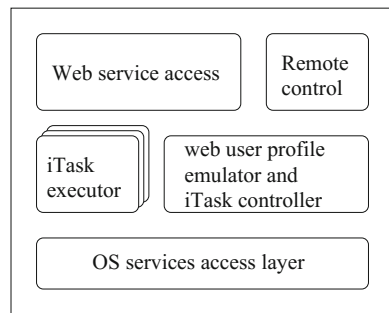 Web service access
Remote
control
iTask
executor
web user profile
emulator and
iTask controller
OS services access layer